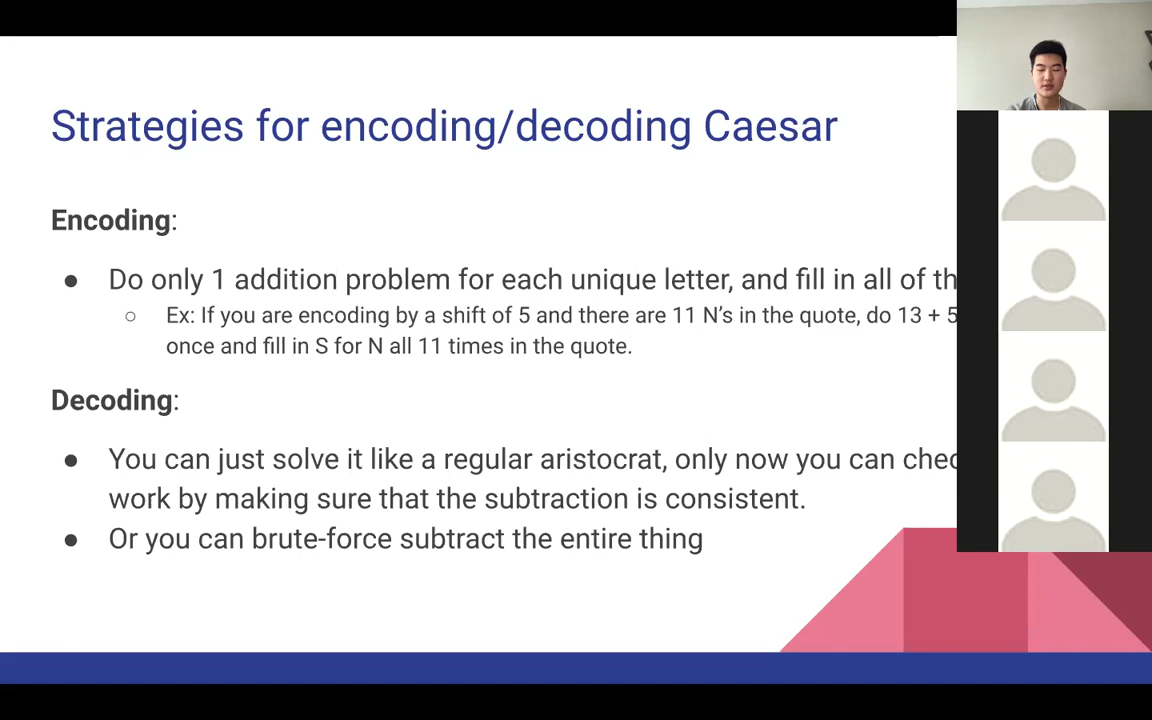 Strategies for encoding/decoding Caesar
Encoding:
● Do only 1 addition problem for each unique letter, and fill in all of
○ Ex: If you are encoding by a shift of 5 and there are 11 N's in the quote, do 13 + 5
once and fill in S for N all 11 times in the quote.
Decoding:
● You can just solve it like a regular aristocrat, only now you can
work by making sure that the subtraction is consistent.
● Or you can brute-force subtract the entire thing